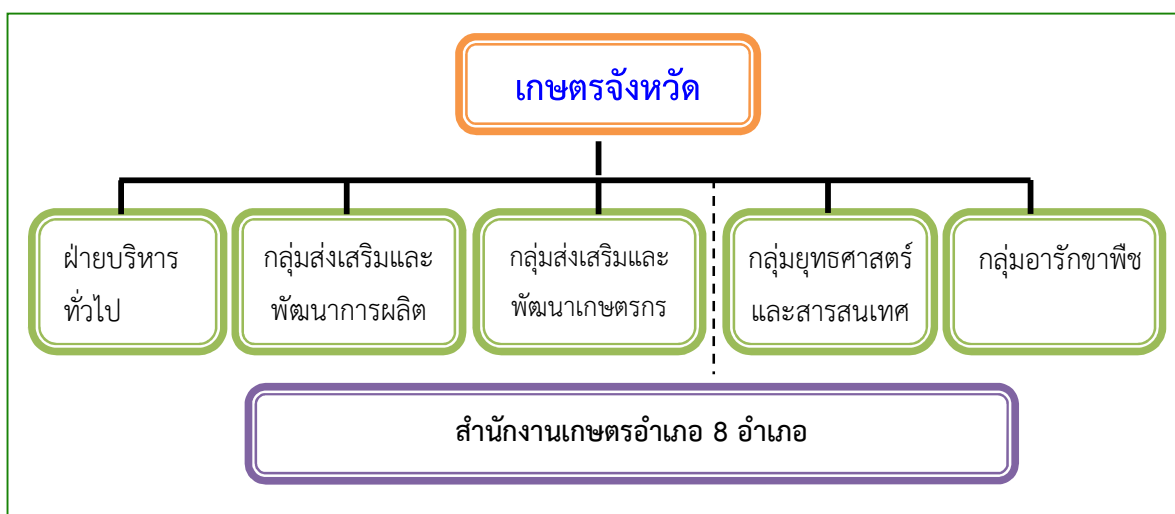 เกษตรจังหวัด
ฝ่ายบริหาร
ทั่วไป
กลุ่มส่งเสริมและ
พัฒนาการผลิต
กลุ่มส่งเสริมและ
พัฒนาเกษตรกร
กลุ่มยุทธศาสตร์
และสารสนเทศ
กลุ่มอารักขาพืช
สำนักงานเกษตรอำเภอ 8 อำเภอ